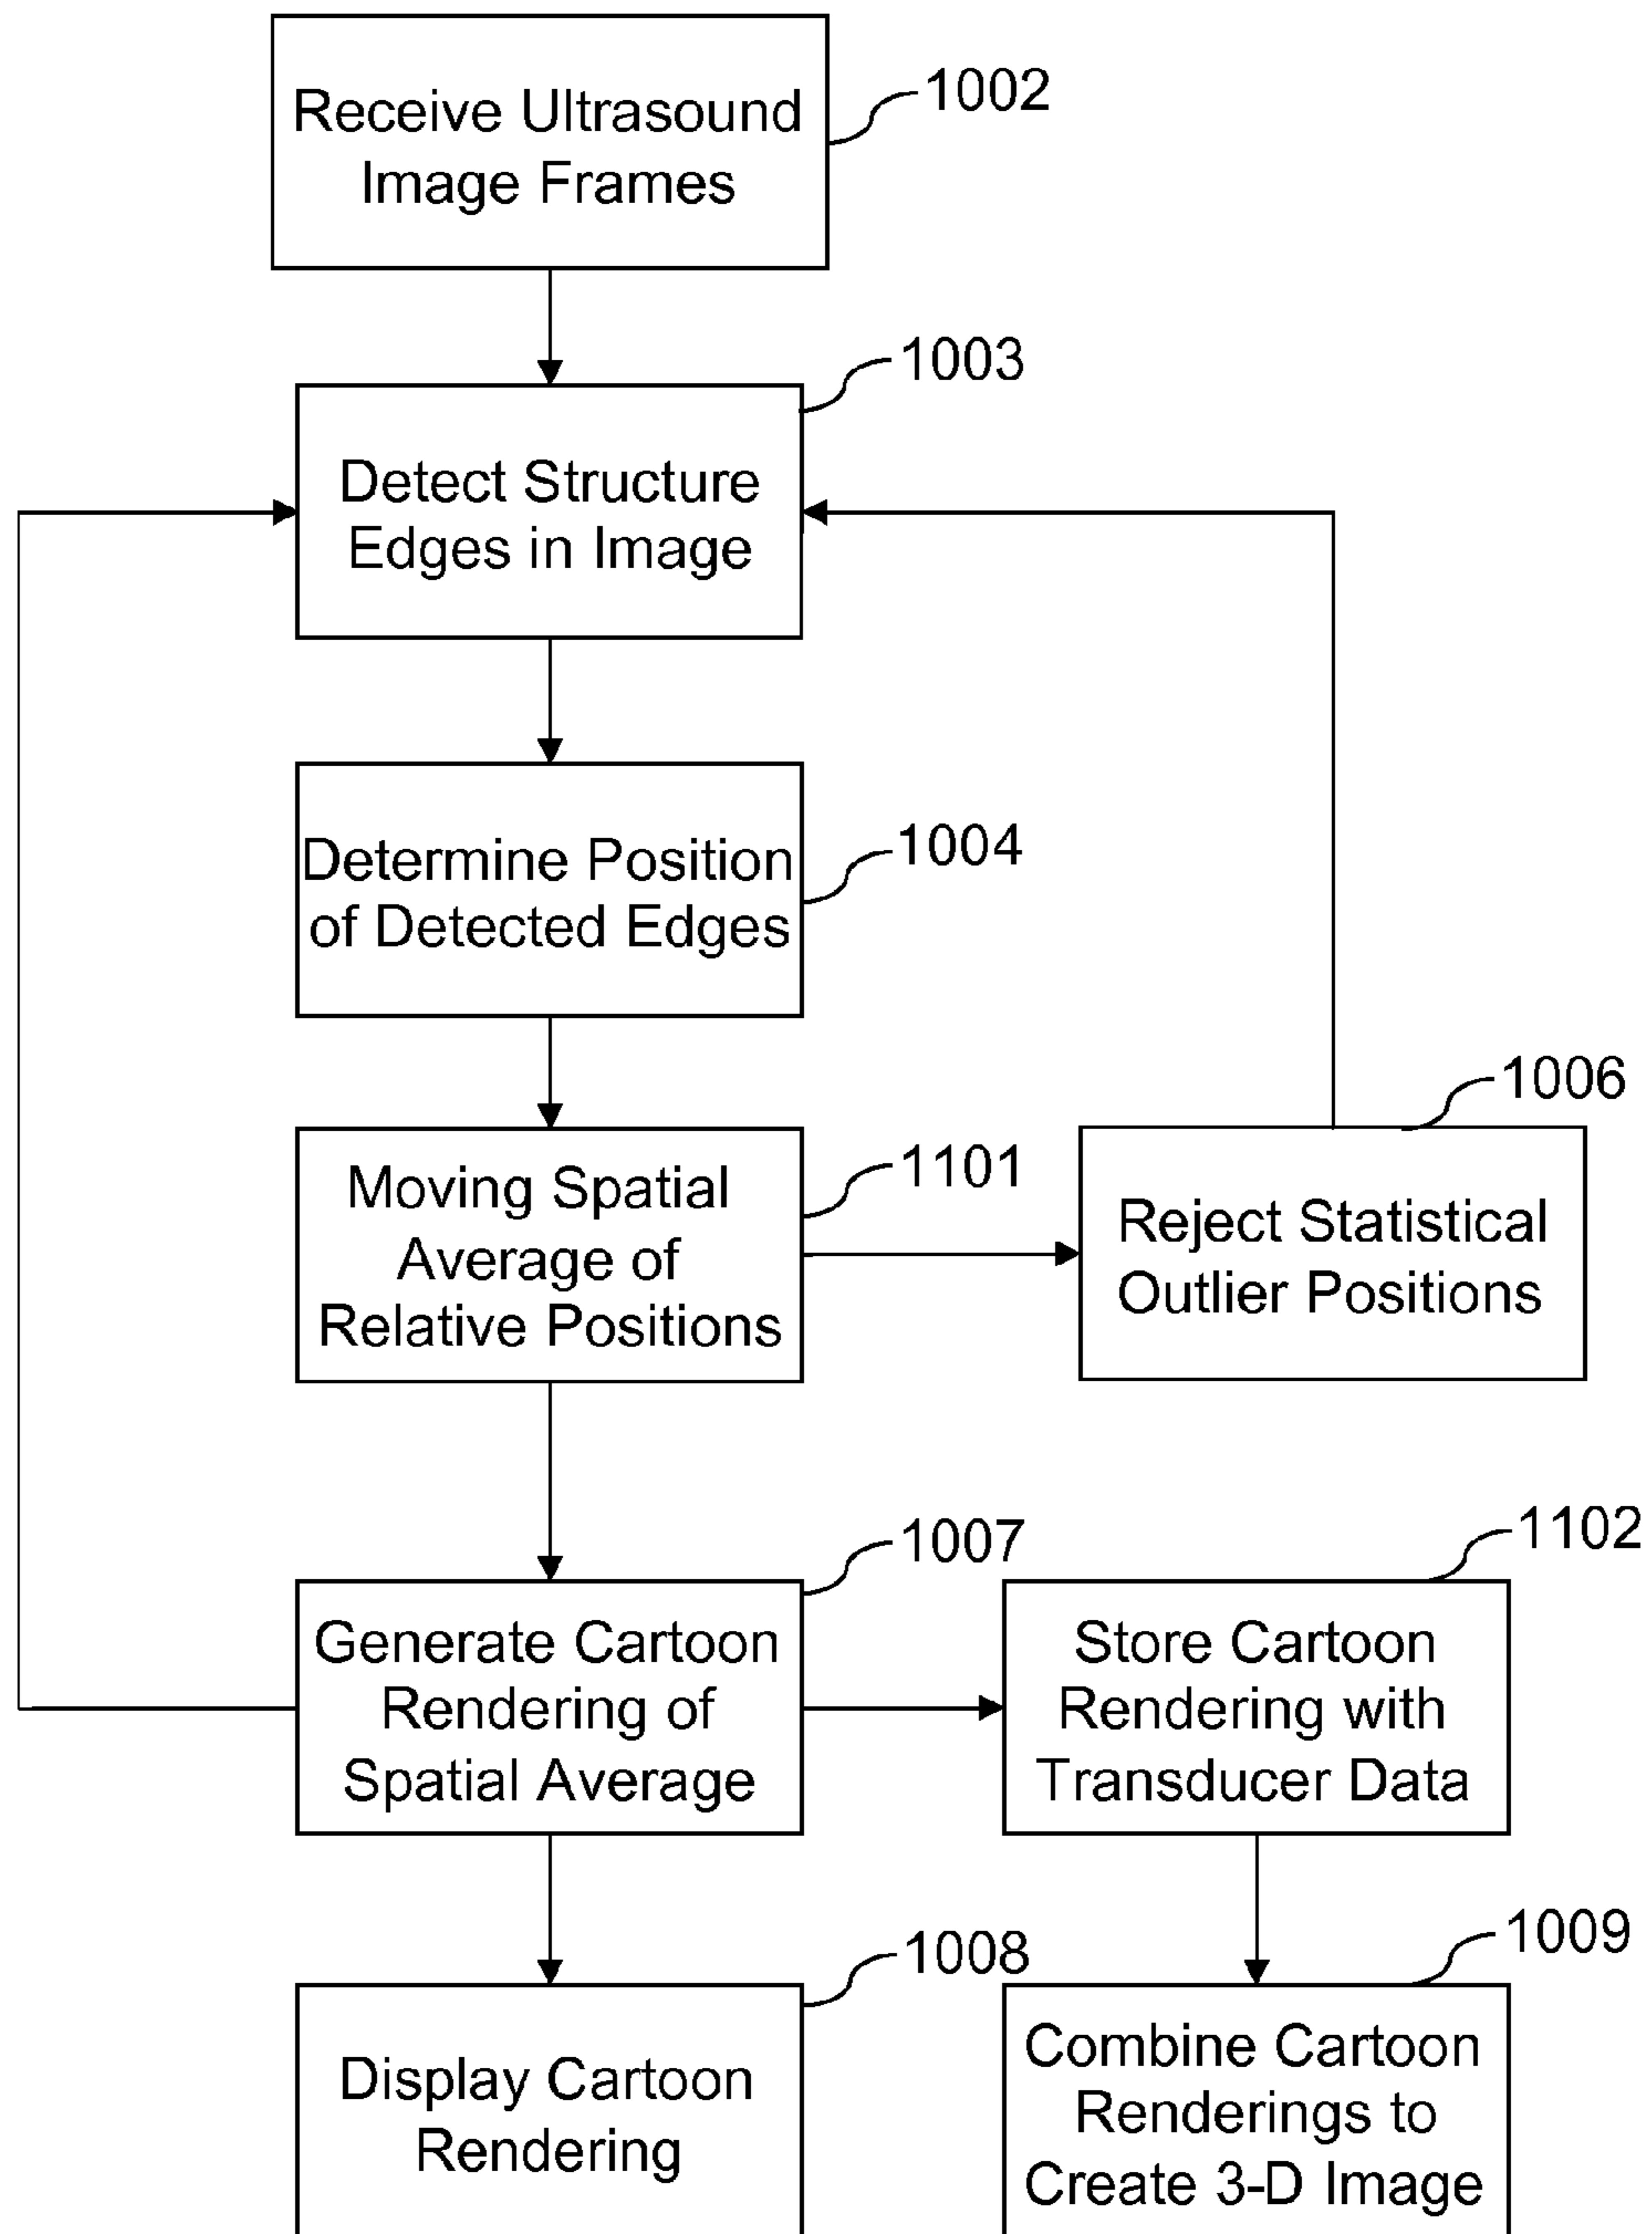 Receive Ultrasound
Image Frames
1002
1003
Detect Structure
Edges in Image
Determine Position
of Detected Edges
1004
1006
Moving Spatial
Average of
Relative Positions
1101
Reject Statistical
Outlier Positions
1007
1102
Generate Cartoon
Rendering of
Spatial Average
Store Cartoon
Rendering with
Transducer Data
1008
1009
Display Cartoon
Rendering
Combine Cartoon
Renderings to
Create 3-D Image